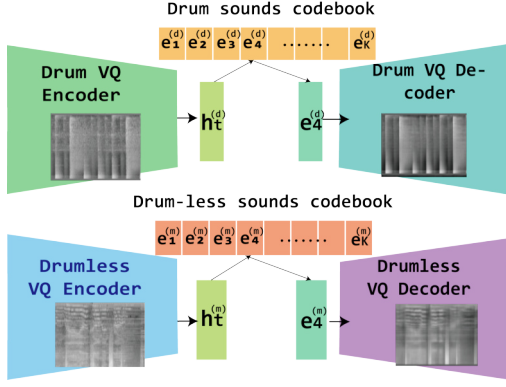 Drum sounds codebook
e1(d) e2(d) e3(d) e4(d) ....... eK(d)
Drum VQ
Encoder
ht(d)
e4(d)
Drum VQ De-
coder
Drum-less sounds codebook
e1(m) e2(m) e3(m) e4(m) ....... eK(m)
Drumless
VQ Encoder
ht(m)
e4(m)
Drumless
VQ Decoder